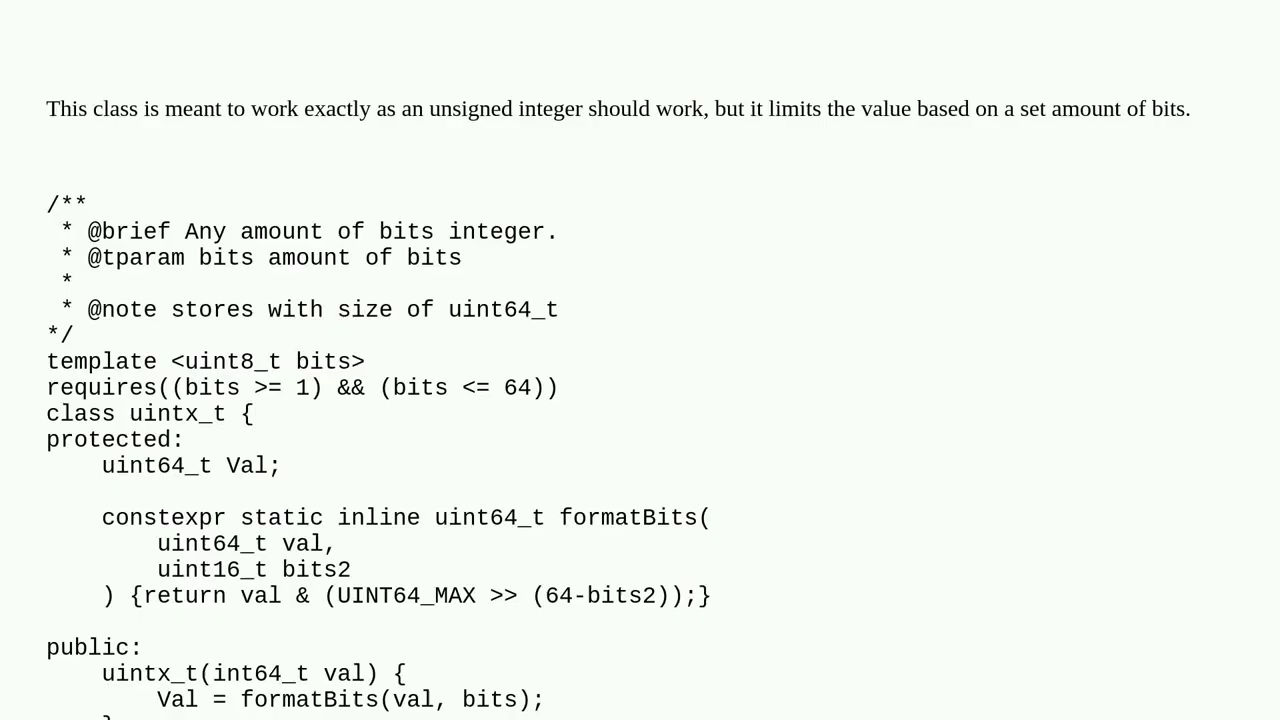 This class is meant to work exactly as an unsigned integer should work, but it limits the value based on a set amount of bits.
/**
 * @brief Any amount of bits integer.
 * @tparam bits amount of bits
 *
 * @note stores with size of uint64_t
*/
template <uint8_t bits>
requires((bits >= 1) && (bits <= 64))
class uintx_t {
protected:
    uint64_t Val;

    constexpr static inline uint64_t formatBits(
        uint64_t val,
        uint16_t bits2
    ) {return val & (UINT64_MAX >> (64-bits2));}

public:
    uintx_t(int64_t val) {
        Val = formatBits(val, bits);
    }